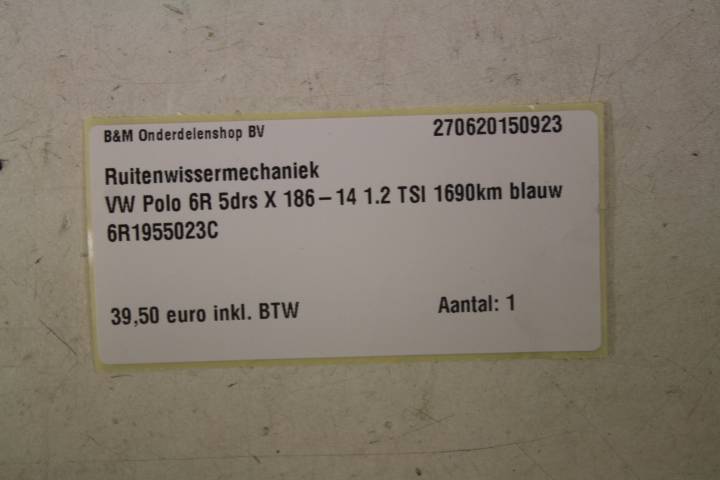 B&M Onderdelenshop BV 270620150923
Ruitenwissermechaniek
VW Polo 6R 5drs X 186-14 1.2 TSI 1690km blauw
6R1955023C
39,50 euro inkl. BTW Aantal: 1